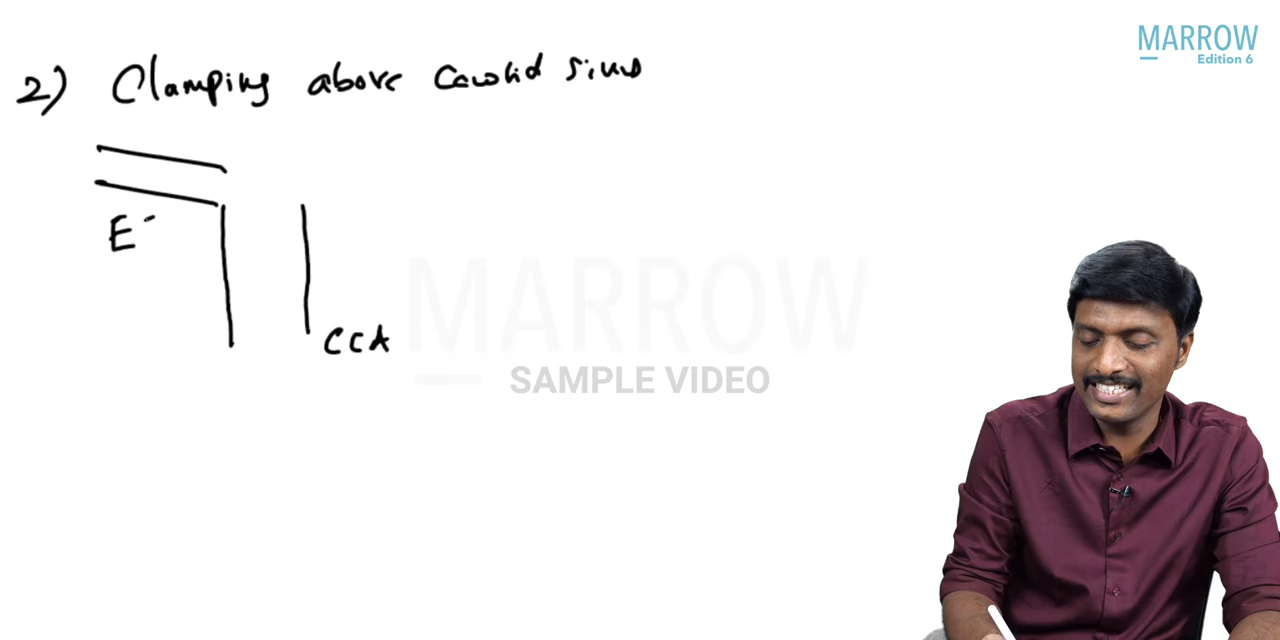 MARROW
Edition 6
2) Clamping above Carotid Sinus
E
CCA
MARROW
SAMPLE VIDEO